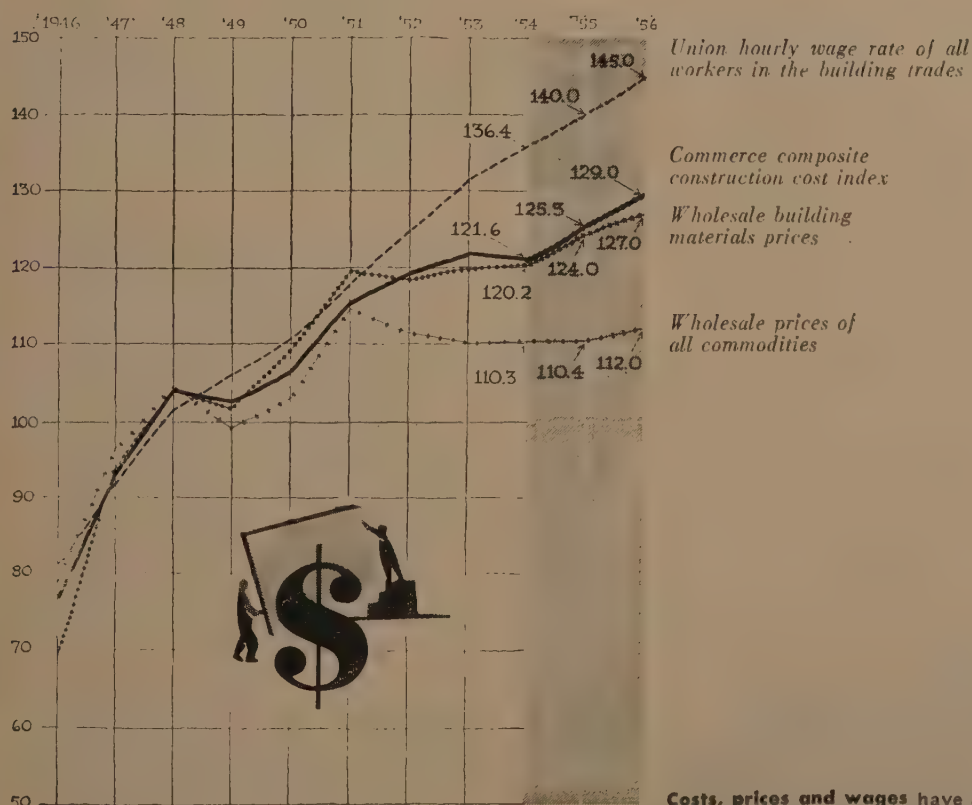 1946 '47 '48 '49 '50 '51 '52 '53 '54 '55 '56
150
Union hourly wage rate of all
workers in the building trades
145.0
140.0
140
136.4
Commerce composite
construction cost index
130
129.0
125.3
Wholesale building
materials prices
121.6
127.0
124.0
120
120.2
Wholesale prices of
all commodities
110
110.3
110.4
112.0
100
90
80
70
60
50
$
Costs, prices and wages have